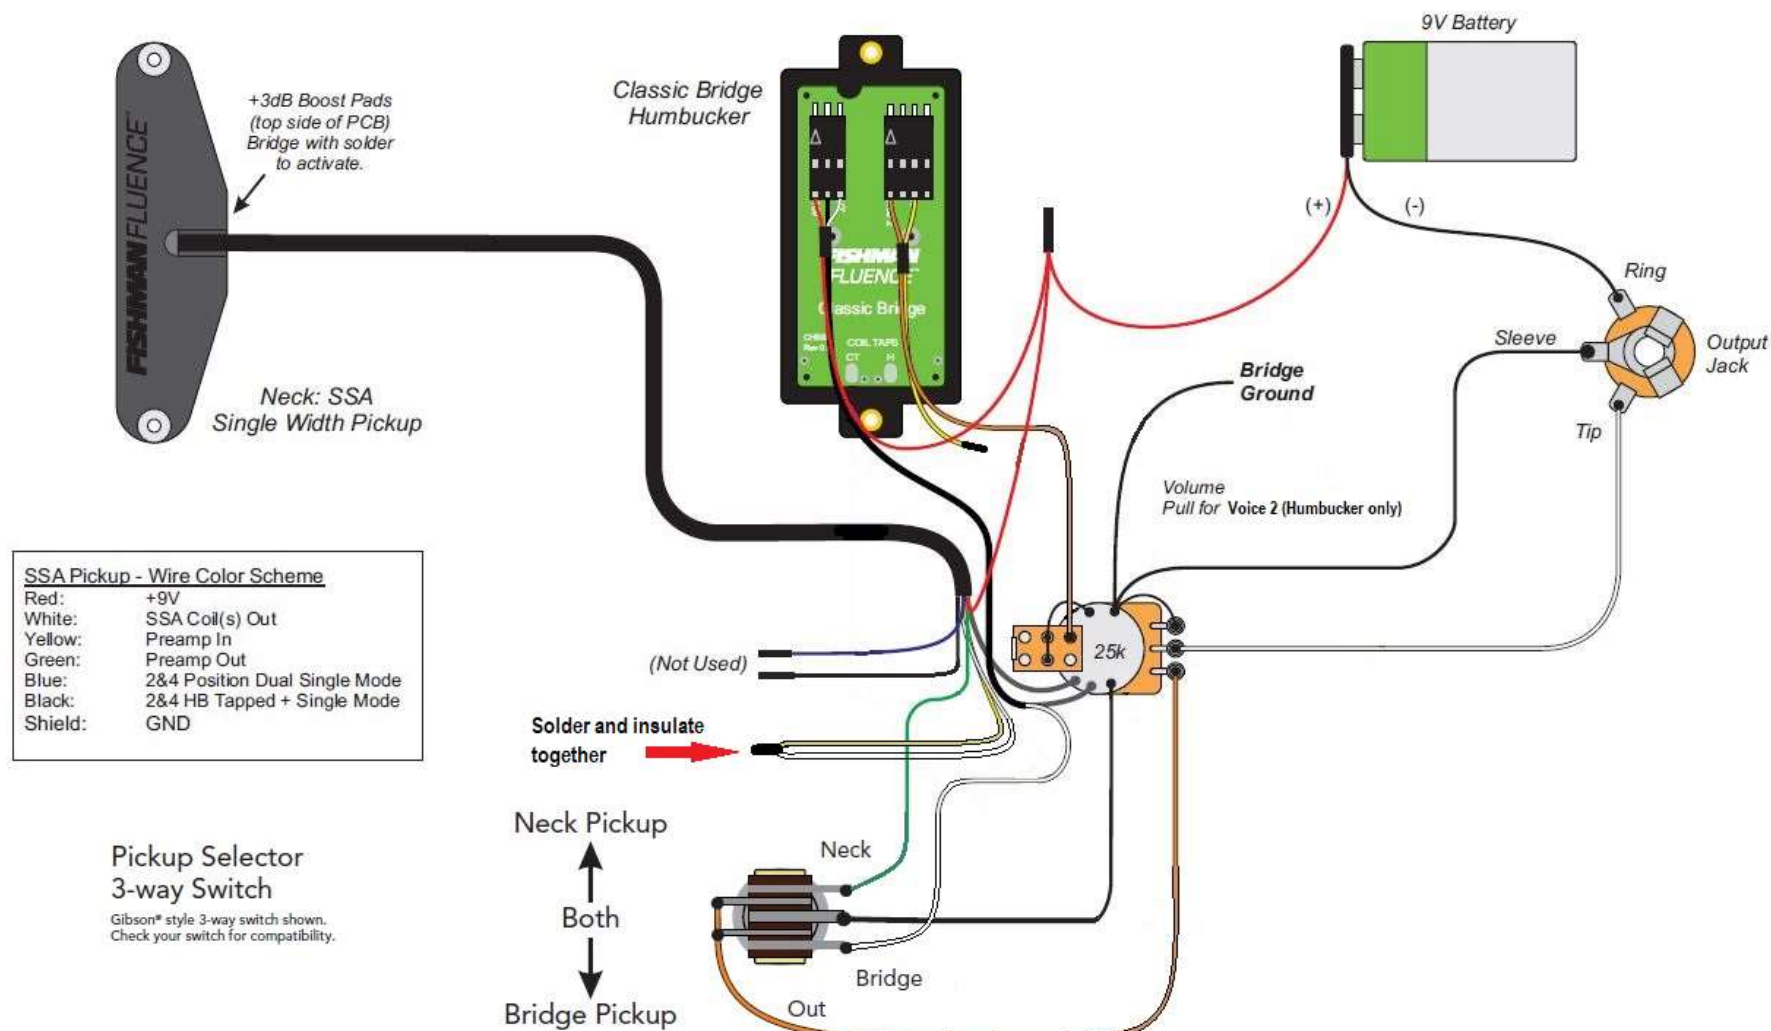 9V Battery
+3dB Boost Pads
(top side of PCB)
Bridge with solder
to activate.
Classic Bridge
Humbucker
FISHMAN FLUENCE
(+)
(-)
FISHMAN
FLUENCE
Classic Bridge
COIL TAPS
CT H
Ring
Sleeve
Output
Jack
Tip
Neck: SSA
Single Width Pickup
Bridge
Ground
Volume
Pull for Voice 2 (Humbucker only)
SSA Pickup - Wire Color Scheme
Red: +9V
White: SSA Coil(s) Out
Yellow: Preamp In
Green: Preamp Out
Blue: 2&4 Position Dual Single Mode
Black: 2&4 HB Tapped + Single Mode
Shield: GND
(Not Used)
25k
Solder and insulate
together
Neck Pickup
Both
Bridge Pickup
Neck
Bridge
Out
Pickup Selector
3-way Switch
Gibson® style 3-way switch shown.
Check your switch for compatibility.